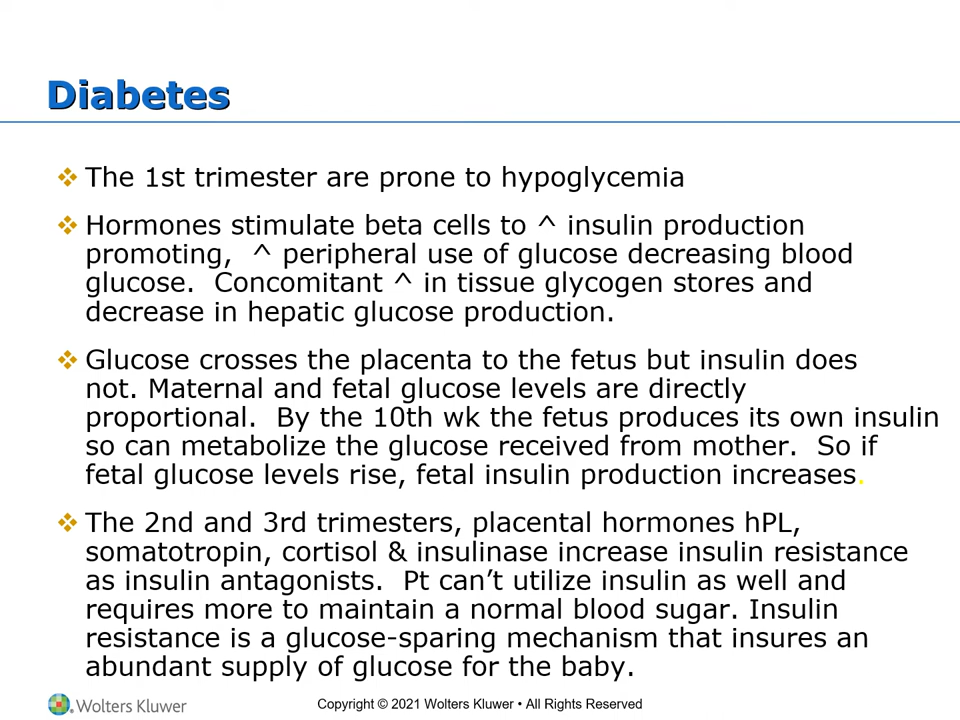 Diabetes
❖ The 1st trimester are prone to hypoglycemia
❖ Hormones stimulate beta cells to ^ insulin production
promoting,  ^ peripheral use of glucose decreasing blood
glucose.  Concomitant ^ in tissue glycogen stores and
decrease in hepatic glucose production.
❖ Glucose crosses the placenta to the fetus but insulin does
not. Maternal and fetal glucose levels are directly
proportional.  By the 10th wk the fetus produces its own insulin
so can metabolize the glucose received from mother.  So if
fetal glucose levels rise, fetal insulin production increases.
❖ The 2nd and 3rd trimesters, placental hormones hPL,
somatotropin, cortisol & insulinase increase insulin resistance
as insulin antagonists.  Pt can’t utilize insulin as well and
requires more to maintain a normal blood sugar. Insulin
resistance is a glucose-sparing mechanism that insures an
abundant supply of glucose for the baby.
Wolters Kluwer
Copyright © 2021 Wolters Kluwer • All Rights Reserved